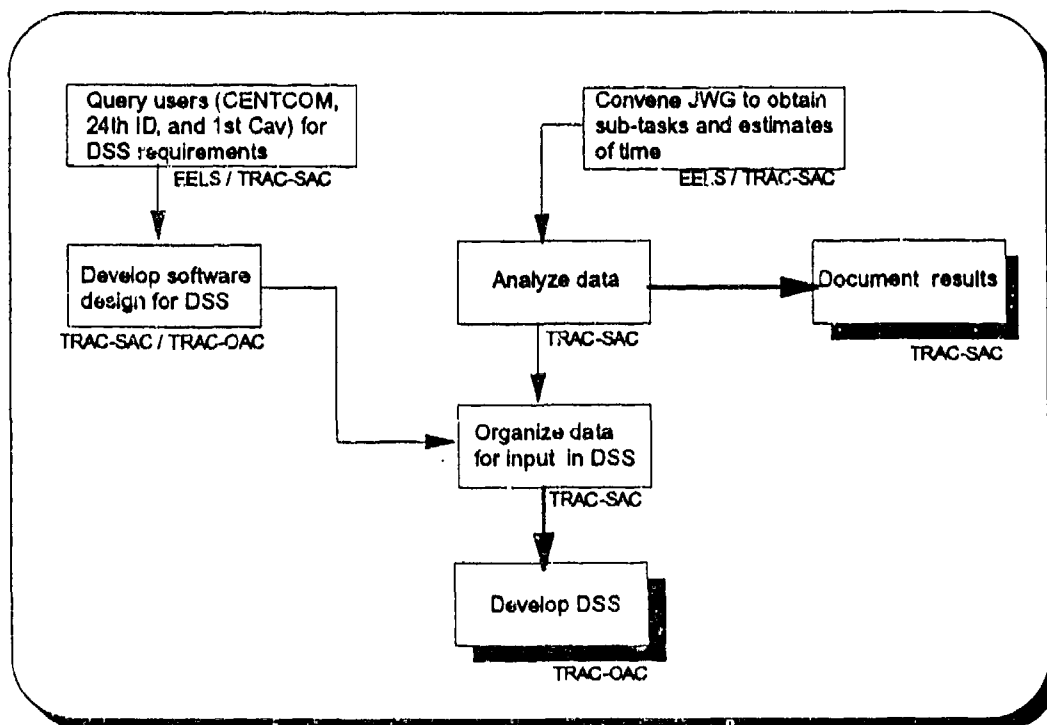 Query users (CENTCOM,
24th ID, and 1st Cav) for
DSS requirements
EELS / TRAC-SAC
Convene JWG to obtain
sub-tasks and estimates
of time
EELS / TRAC-SAC
Develop software
design for DSS
TRAC-SAC / TRAC-OAC
Analyze data
TRAC-SAC
Document results
TRAC-SAC
Organize data
for input in DSS
TRAC-SAC
Develop DSS
TRAC-OAC